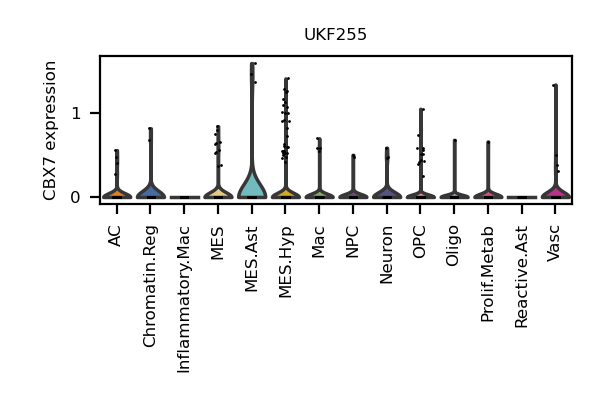 UKF255
CBX7 expression
1
0
AC
Chromatin.Reg
Inflammatory.Mac
MES
MES.Ast
MES.Hyp
Mac
NPC
Neuron
OPC
Oligo
Prolif.Metab
Reactive.Ast
Vasc